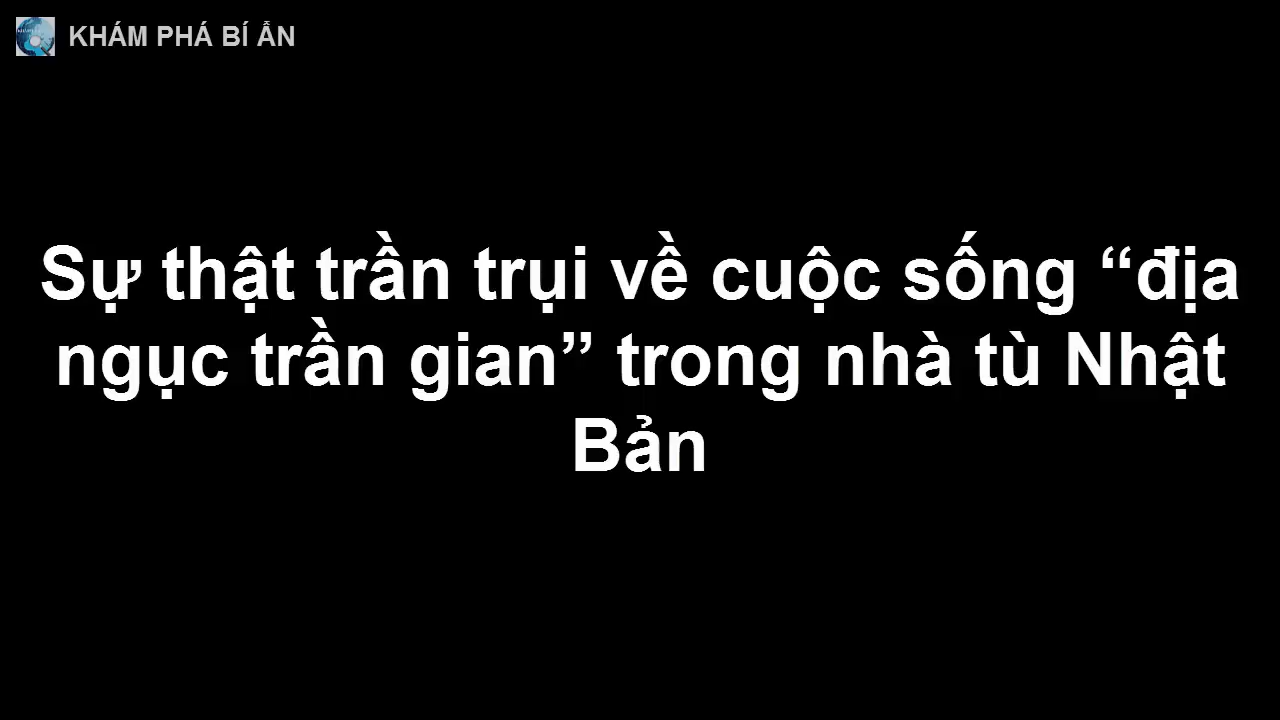 KHÁM PHÁ BÍ ẨN
Sự thật trần trụi về cuộc sống “địa
ngục trần gian” trong nhà tù Nhật
Bản